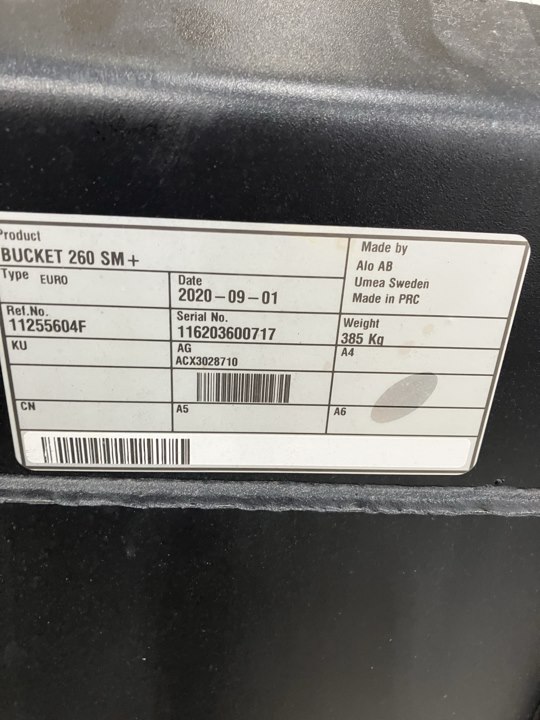 Product
BUCKET 260 SM+
Made by
Alo AB
Umea Sweden
Made in PRC
Type EURO
Date
2020-09-01
Ref.No.
11255604F
Serial No.
116203600717
Weight
385 Kg
KU
AG
ACX3028710
A4
CN
A5
A6